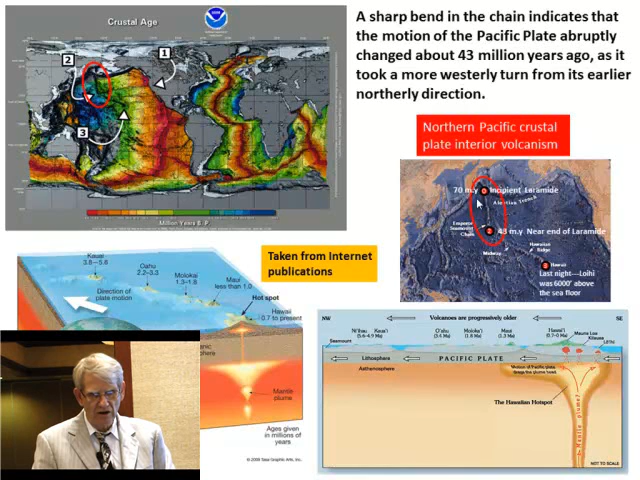 Crustal Age
1
2
3
Million Years B.P.
A sharp bend in the chain indicates that
the motion of the Pacific Plate abruptly
changed about 43 million years ago, as it
took a more westerly turn from its earlier
northerly direction.
Northern Pacific crustal
plate interior volcanism
70 m.y
Incipient Laramide
Aleutian Trench
Emperor
Seamount
Chain
43 m.y Near end of Laramide
Midway
Hawaiian
Ridge
Hawaii
Last night—Loihi
was 6000' above
the sea floor
Taken from Internet
publications
Kauai
3.8–5.6
Oahu
2.2–3.3
Molokai
1.3–1.8
Maui
less than 1.0
Direction of
plate motion
Hot spot
Hawaii
0.7 to present
Mantle
plume
Ages given
in millions of
years
NW
Volcanoes are progressively older
SE
Seamount
Ni'ihau
Kaua'i
(5.6-4.9 Ma)
O'ahu
(3.4 Ma)
Moloka'i
(1.8 Ma)
Maui
(1.3 Ma)
Hawai'i
(0.7-0 Ma)
Mauna Loa
Kilauea
Lithosphere
PACIFIC PLATE
Asthenosphere
Motion of Pacific plate
The Hawaiian Hotspot
NOT TO SCALE